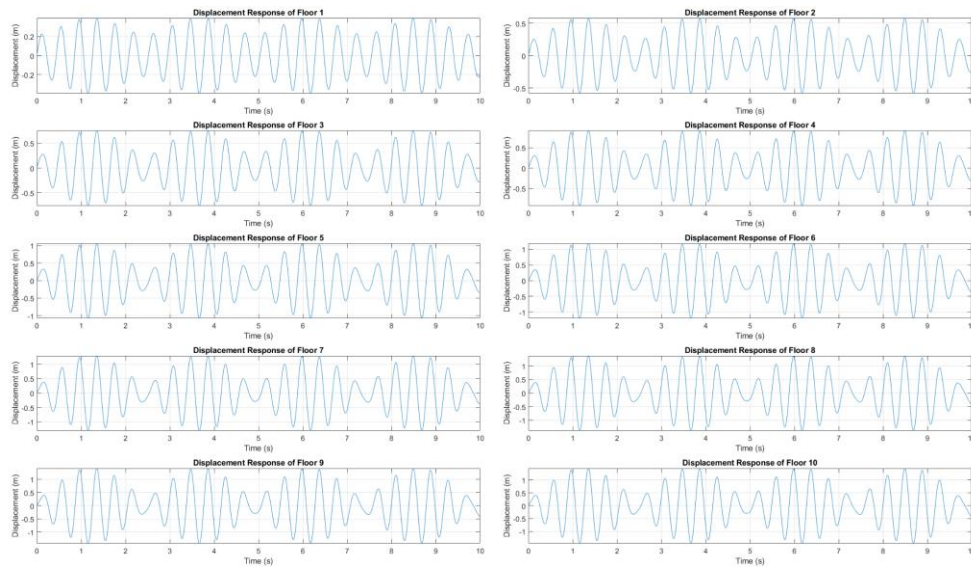 Displacement Response of Floor 1
Displacement (m)
0.2
0
-0.2
0 1 2 3 4 5 6 7 8 9 10
Time (s)
Displacement Response of Floor 2
Displacement (m)
0.5
0
-0.5
0 1 2 3 4 5 6 7 8 9 1
Time (s)
Displacement Response of Floor 3
Displacement (m)
0.5
0
-0.5
0 1 2 3 4 5 6 7 8 9 10
Time (s)
Displacement Response of Floor 4
Displacement (m)
0.5
0
-0.5
0 1 2 3 4 5 6 7 8 9 1
Time (s)
Displacement Response of Floor 5
Displacement (m)
1
0.5
0
-0.5
-1
0 1 2 3 4 5 6 7 8 9 10
Time (s)
Displacement Response of Floor 6
Displacement (m)
1
0.5
0
-0.5
-1
0 1 2 3 4 5 6 7 8 9 1
Time (s)
Displacement Response of Floor 7
Displacement (m)
1
0.5
0
-0.5
-1
0 1 2 3 4 5 6 7 8 9 10
Time (s)
Displacement Response of Floor 8
Displacement (m)
1
0.5
0
-0.5
-1
0 1 2 3 4 5 6 7 8 9 1
Time (s)
Displacement Response of Floor 9
Displacement (m)
1
0.5
0
-0.5
-1
0 1 2 3 4 5 6 7 8 9 10
Time (s)
Displacement Response of Floor 10
Displacement (m)
1
0.5
0
-0.5
-1
0 1 2 3 4 5 6 7 8 9 1
Time (s)